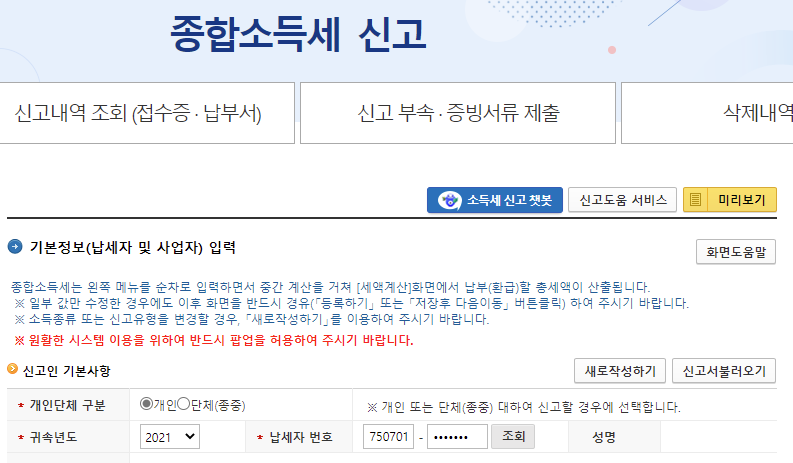 종합소득세 신고
신고내역 조회 (접수증 · 납부서)
신고 부속 · 증빙서류 제출
삭제내역
소득세 신고 챗봇
신고도움 서비스
미리보기
기본정보(납세자 및 사업자) 입력
화면도움말
종합소득세는 왼쪽 메뉴를 순차로 입력하면서 중간 계산을 거쳐 [세액계산]화면에서 납부(환급)할 총세액이 산출됩니다.
※ 일부 값만 수정한 경우에도 이후 화면을 반드시 경유(「등록하기」 또는 「저장후 다음이동」 버튼클릭) 하여 주시기 바랍니다.
※ 소득종류 또는 신고유형을 변경할 경우, 「새로작성하기」를 이용하여 주시기 바랍니다.
※ 원활한 시스템 이용을 위하여 반드시 팝업을 허용하여 주시기 바랍니다.
신고인 기본사항
새로작성하기
신고서불러오기
* 개인단체 구분
개인 단체(종중)
※ 개인 또는 단체(종중) 대하여 신고할 경우에 선택합니다.
* 귀속년도
2021
* 납세자 번호
750701 - •••••••
조회
성명